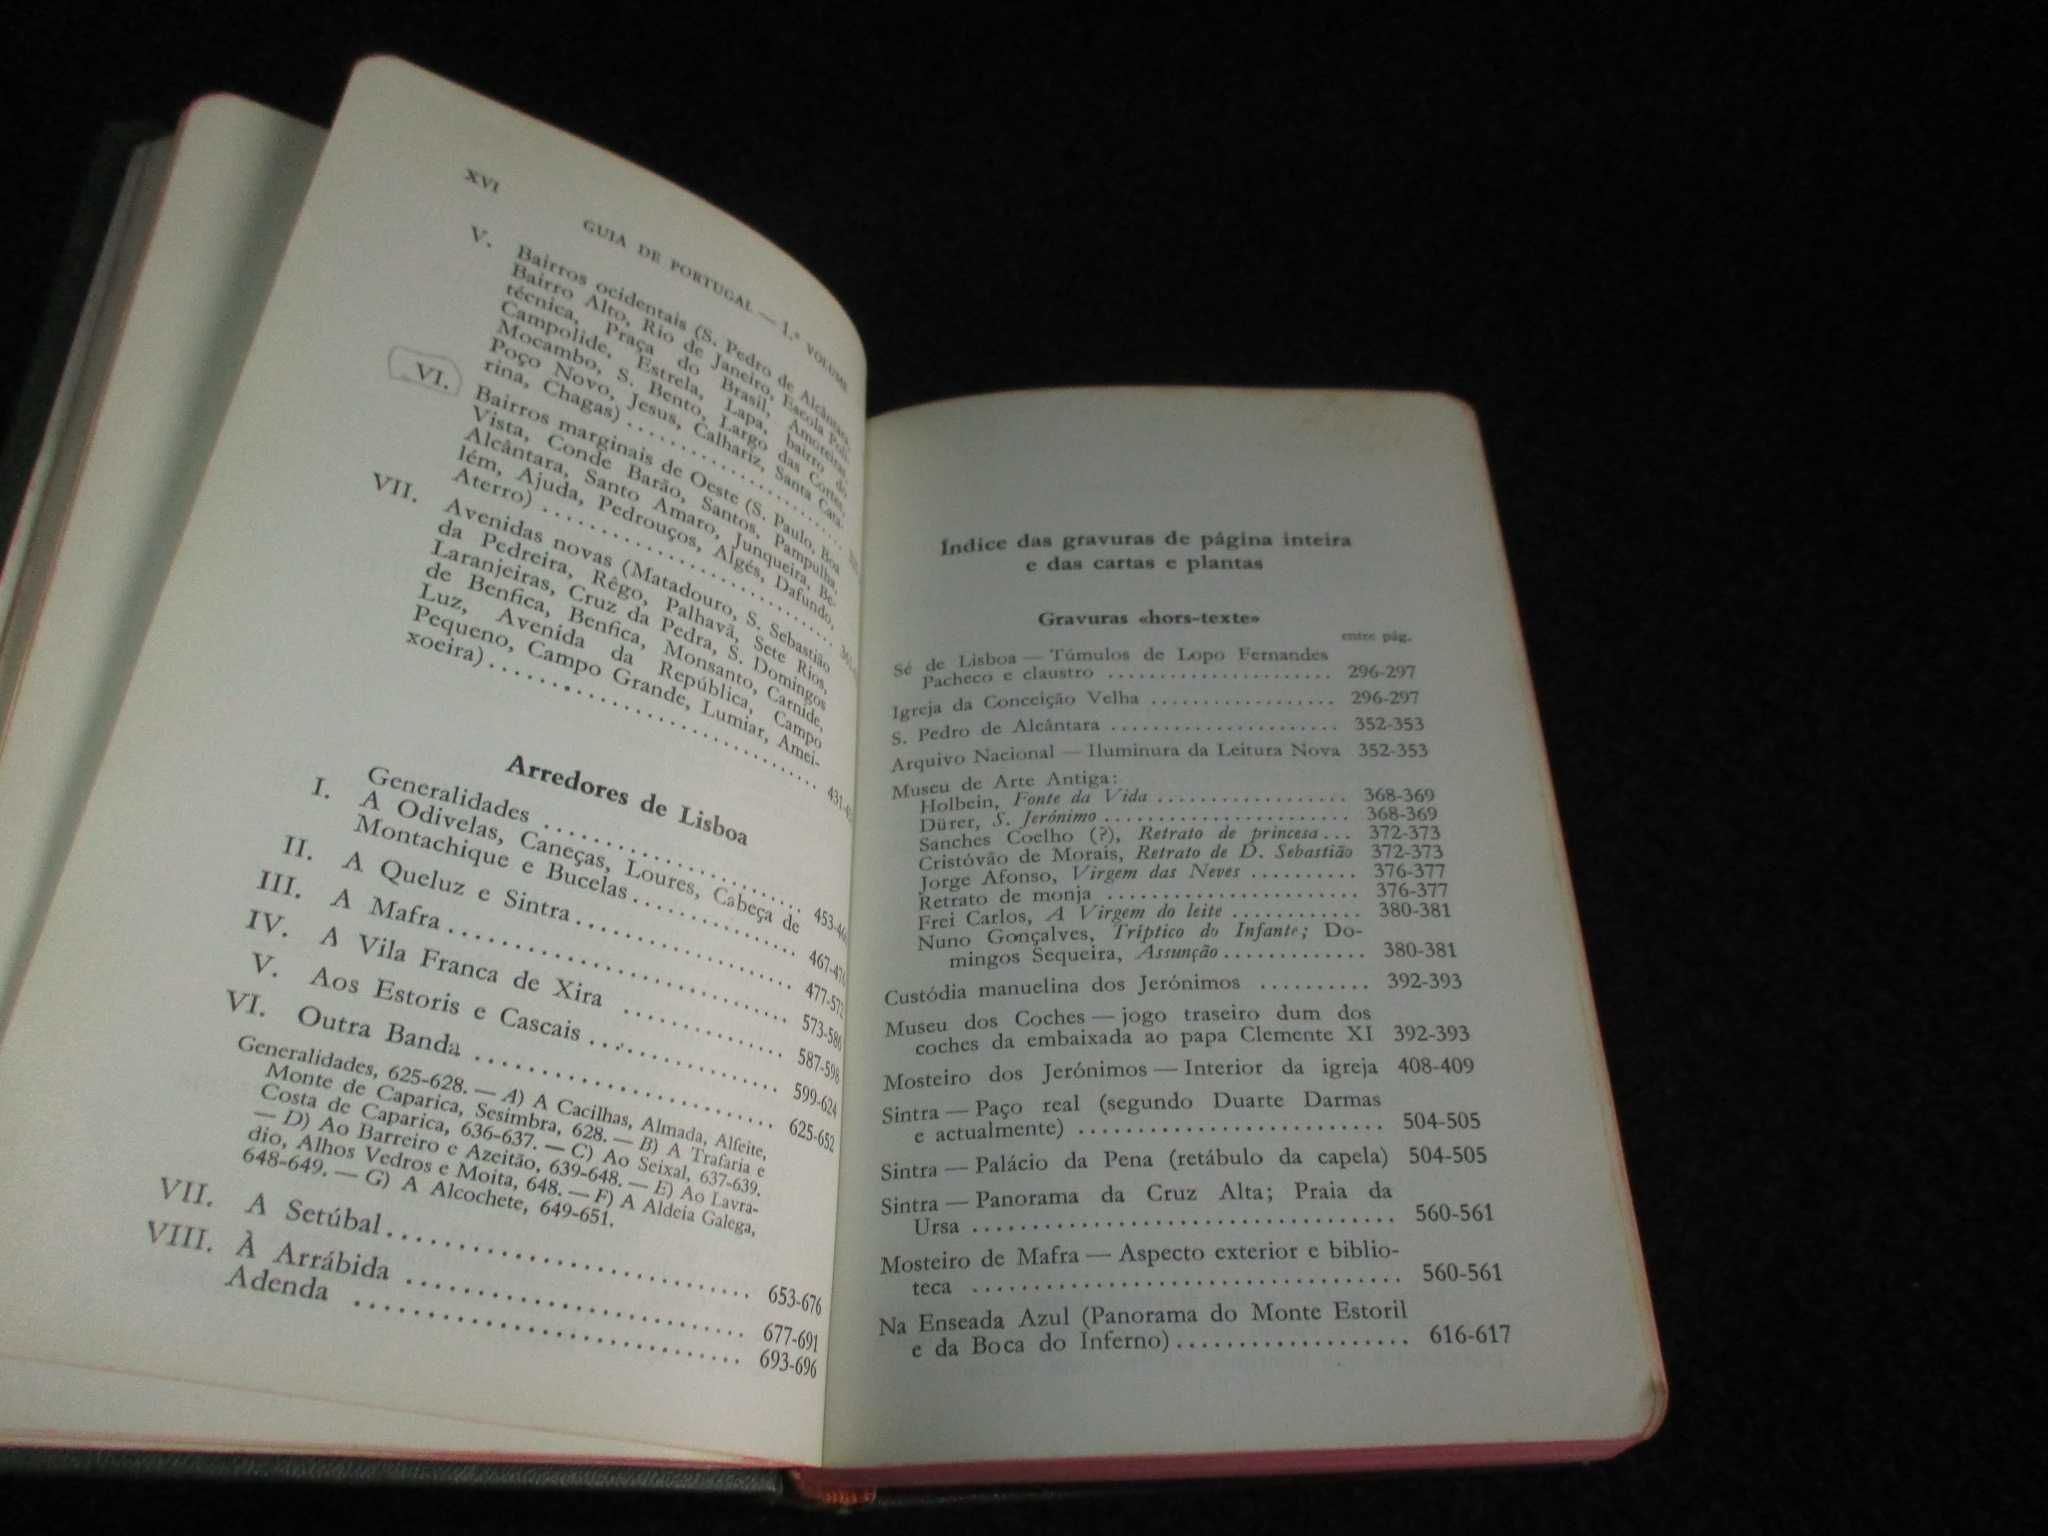 XVI
GUIA DE PORTUGAL — 1.º VOLUME
V. Bairros ocidentais (S. Pedro de Alcântara,
Bairro Alto, Rio de Janeiro, Escola Poli-
técnica, Praça do Brasil, Amoreiras,
Campolide, Estrela, Lapa, bairro do
Mocambo, S. Bento, Largo das Cortes,
Poço Novo, Jesus, Calhariz, Santa Cata-
rina, Chagas) . . . . . . . . . . . . . . . . . . . .
VI. Bairros marginais de Oeste (S. Paulo, Boa
Vista, Conde Barão, Santos, Pampulha,
Alcântara, Santo Amaro, Junqueira, Be-
lém, Ajuda, Pedrouços, Algés, Dafundo,
Aterro) . . . . . . . . . . . . . . . . . . . .
VII. Avenidas novas (Matadouro, S. Sebastião
da Pedreira, Rêgo, Palhavã, Sete Rios,
Laranjeiras, Cruz da Pedra, S. Domingos
de Benfica, Benfica, Monsanto, Carnide,
Luz, Avenida da República, Campo
Pequeno, Campo Grande, Lumiar, Amei-
xoeira) . . . . . . . . . . . . . . . . . . . .
Arredores de Lisboa
Generalidades . . . . . . . . . . . . . . . . . . . .
I. A Odivelas, Caneças, Loures, Cabeça de
Montachique e Bucelas . . . . . . . . . . . . . . .
II. A Queluz e Sintra . . . . . . . . . . . . . . .
III. A Mafra . . . . . . . . . . . . . . . . . . . . 573-586
IV. A Vila Franca de Xira . . . . . . . . . . 587-598
V. Aos Estoris e Cascais . . . . . . . . . . 599-624
VI. Outra Banda . . . . . . . . . . . . . . . . . . . . 625-652
Generalidades, 625-628. — A) A Cacilhas, Almada, Alfeite,
Monte de Caparica, Sesimbra, 628. — B) A Trafaria e
Costa de Caparica, 636-637. — C) Ao Seixal, 637-639.
— D) Ao Barreiro e Azeitão, 639-648. — E) Ao Lavra-
dio, Alhos Vedros e Moita, 648. — F) A Aldeia Galega,
648-649. — G) A Alcochete, 649-651.
VII. A Setúbal . . . . . . . . . . . . . . . . . . . . 653-676
VIII. À Arrábida . . . . . . . . . . . . . . . . . . . . 677-691
Adenda . . . . . . . . . . . . . . . . . . . . 693-696
Índice das gravuras de página inteira
e das cartas e plantas
Gravuras «hors-texte»
entre pág.
Sé de Lisboa — Túmulos de Lopo Fernandes
Pacheco e claustro . . . . . . . . . . . . . . . . . . . . 296-297
Igreja da Conceição Velha . . . . . . . . . . . . . . . . . 296-297
S. Pedro de Alcântara . . . . . . . . . . . . . . . . . . . . 352-353
Arquivo Nacional — Iluminura da Leitura Nova 352-353
Museu de Arte Antiga:
Holbein, Fonte da Vida . . . . . . . . . . . . . . . . . 368-369
Dürer, S. Jerónimo . . . . . . . . . . . . . . . . . . . . 368-369
Sanches Coelho (?), Retrato de princesa . . . 372-373
Cristóvão de Morais, Retrato de D. Sebastião 372-373
Jorge Afonso, Virgem das Neves . . . . . . . . . . 376-377
Retrato de monja . . . . . . . . . . . . . . . . . . . . 376-377
Frei Carlos, A Virgem do leite . . . . . . . . . . . . 380-381
Nuno Gonçalves, Tríptico do Infante; Do-
mingos Sequeira, Assunção . . . . . . . . . . . . . 380-381
Custódia manuelina dos Jerónimos . . . . . . . . . . 392-393
Museu dos Coches — jogo traseiro dum dos
coches da embaixada ao papa Clemente XI 392-393
Mosteiro dos Jerónimos — Interior da igreja 408-409
Sintra — Paço real (segundo Duarte Darmas
e actualmente) . . . . . . . . . . . . . . . . . . . . . . . . 504-505
Sintra — Palácio da Pena (retábulo da capela) 504-505
Sintra — Panorama da Cruz Alta; Praia da
Ursa . . . . . . . . . . . . . . . . . . . . . . . . . . . . . . . 560-561
Mosteiro de Mafra — Aspecto exterior e biblio-
teca . . . . . . . . . . . . . . . . . . . . . . . . . . . . . . . 560-561
Na Enseada Azul (Panorama do Monte Estoril
e da Boca do Inferno) . . . . . . . . . . . . . . . . . . . 616-617